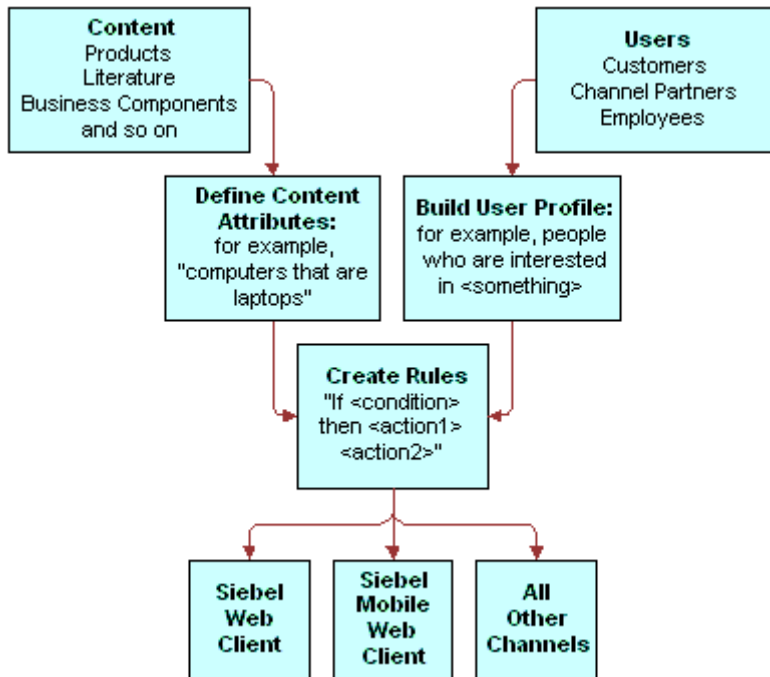 Content
Products
Literature
Business Components
and so on
Users
Customers
Channel Partners
Employees
Define Content
Attributes:
for example,
"computers that are
laptops"
Build User Profile:
for example, people
who are interested
in <something>
Create Rules
"If <condition>
then <action1>
<action2>"
Siebel
Web
Client
Siebel
Mobile
Web
Client
All
Other
Channels